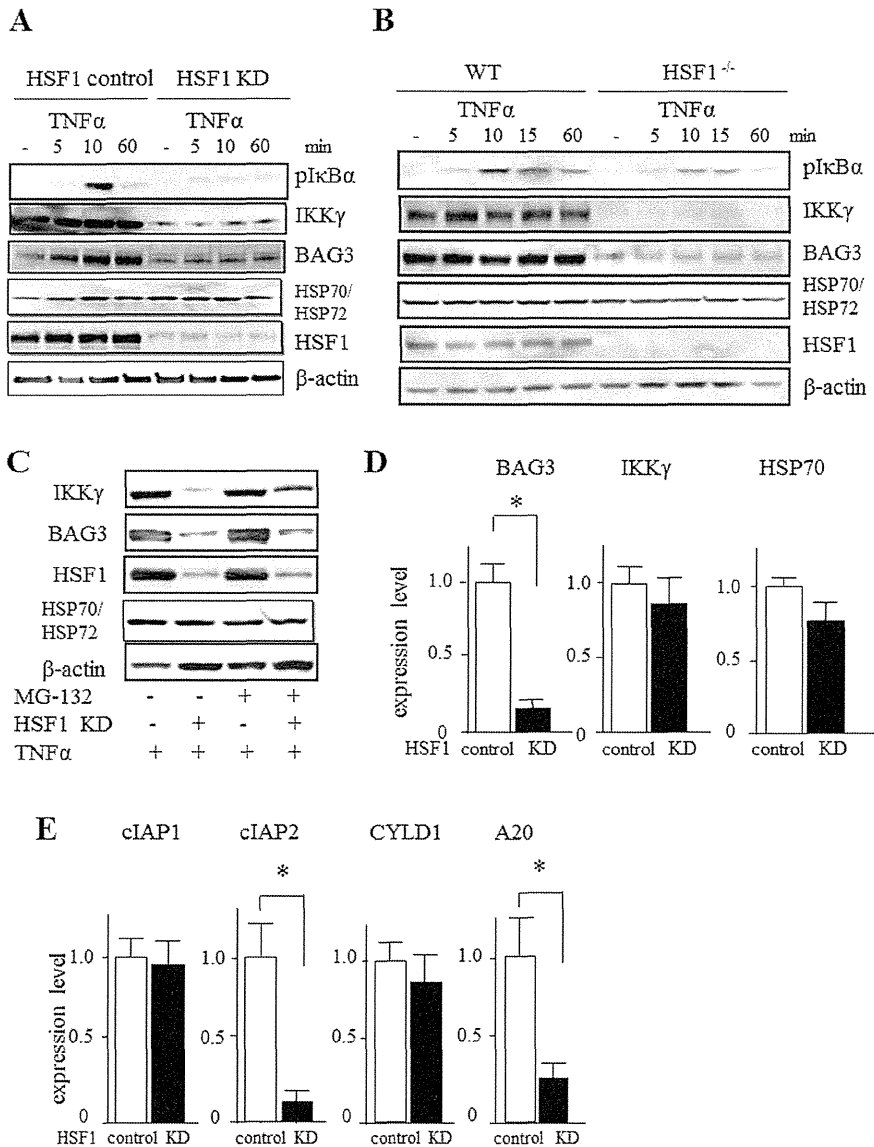 A
HSF1 control HSF1 KD
TNFα TNFα
- 5 10 60 - 5 10 60 min
pIκBα
IKKγ
BAG3
HSP70/
HSP72
HSF1
β-actin
B
WT HSF1 -/-
TNFα TNFα
- 5 10 15 60 - 5 10 15 60 min
pIκBα
IKKγ
BAG3
HSP70/
HSP72
HSF1
β-actin
C
IKKγ
BAG3
HSF1
HSP70/
HSP72
β-actin
MG-132 - - + +
HSF1 KD - + - +
TNFα + + + +
D
BAG3 IKKγ HSP70
*
expression level
1.0 1.0 1.0
0.5 0.5 0.5
0 0 0
HSF1 control KD control KD control KD
E
cIAP1 cIAP2 CYLD1 A20
* *
expression level
1.0 1.0 1.0 1.0
0.5 0.5 0.5 0.5
0 0 0 0
HSF1 control KD control KD control KD control KD